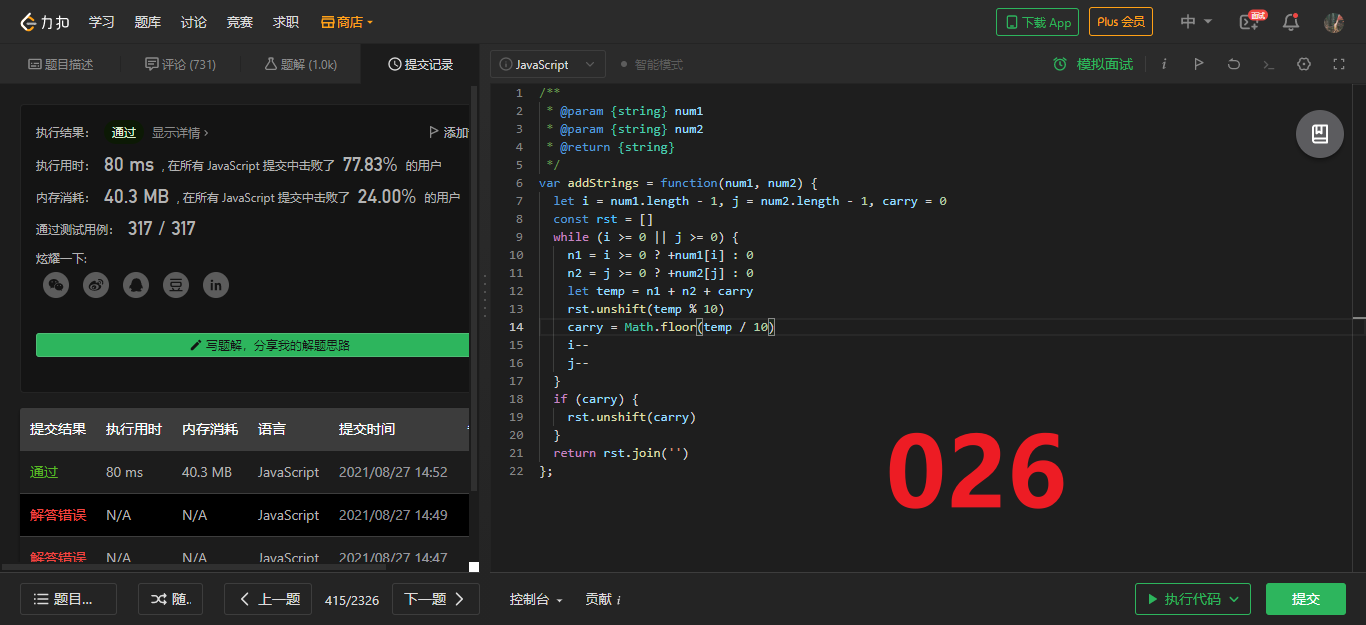 力扣 学习 题库 讨论 竞赛 求职 商店 下载 App Plus 会员 中 面试
题目描述 评论 (731) 题解 (1.0k) 提交记录
执行结果： 通过 显示详情 › 添加
执行用时： 80 ms , 在所有 JavaScript 提交中击败了 77.83% 的用户
内存消耗： 40.3 MB , 在所有 JavaScript 提交中击败了 24.00% 的用户
通过测试用例： 317 / 317
炫耀一下:
写题解，分享我的解题思路
提交结果 执行用时 内存消耗 语言 提交时间
通过 80 ms 40.3 MB JavaScript 2021/08/27 14:52
解答错误 N/A N/A JavaScript 2021/08/27 14:49
解答错误 N/A N/A JavaScript 2021/08/27 14:47
题目... 随.. 上一题 415/2326 下一题
JavaScript 智能模式 模拟面试 i
1 /**
2 * @param {string} num1
3 * @param {string} num2
4 * @return {string}
5 */
6 var addStrings = function(num1, num2) {
7 let i = num1.length - 1, j = num2.length - 1, carry = 0
8 const rst = []
9 while (i >= 0 || j >= 0) {
10 n1 = i >= 0 ? +num1[i] : 0
11 n2 = j >= 0 ? +num2[j] : 0
12 let temp = n1 + n2 + carry
13 rst.unshift(temp % 10)
14 carry = Math.floor(temp / 10)
15 i--
16 j--
17 }
18 if (carry) {
19 rst.unshift(carry)
20 }
21 return rst.join('')
22 };
026
控制台 贡献 i 执行代码 提交